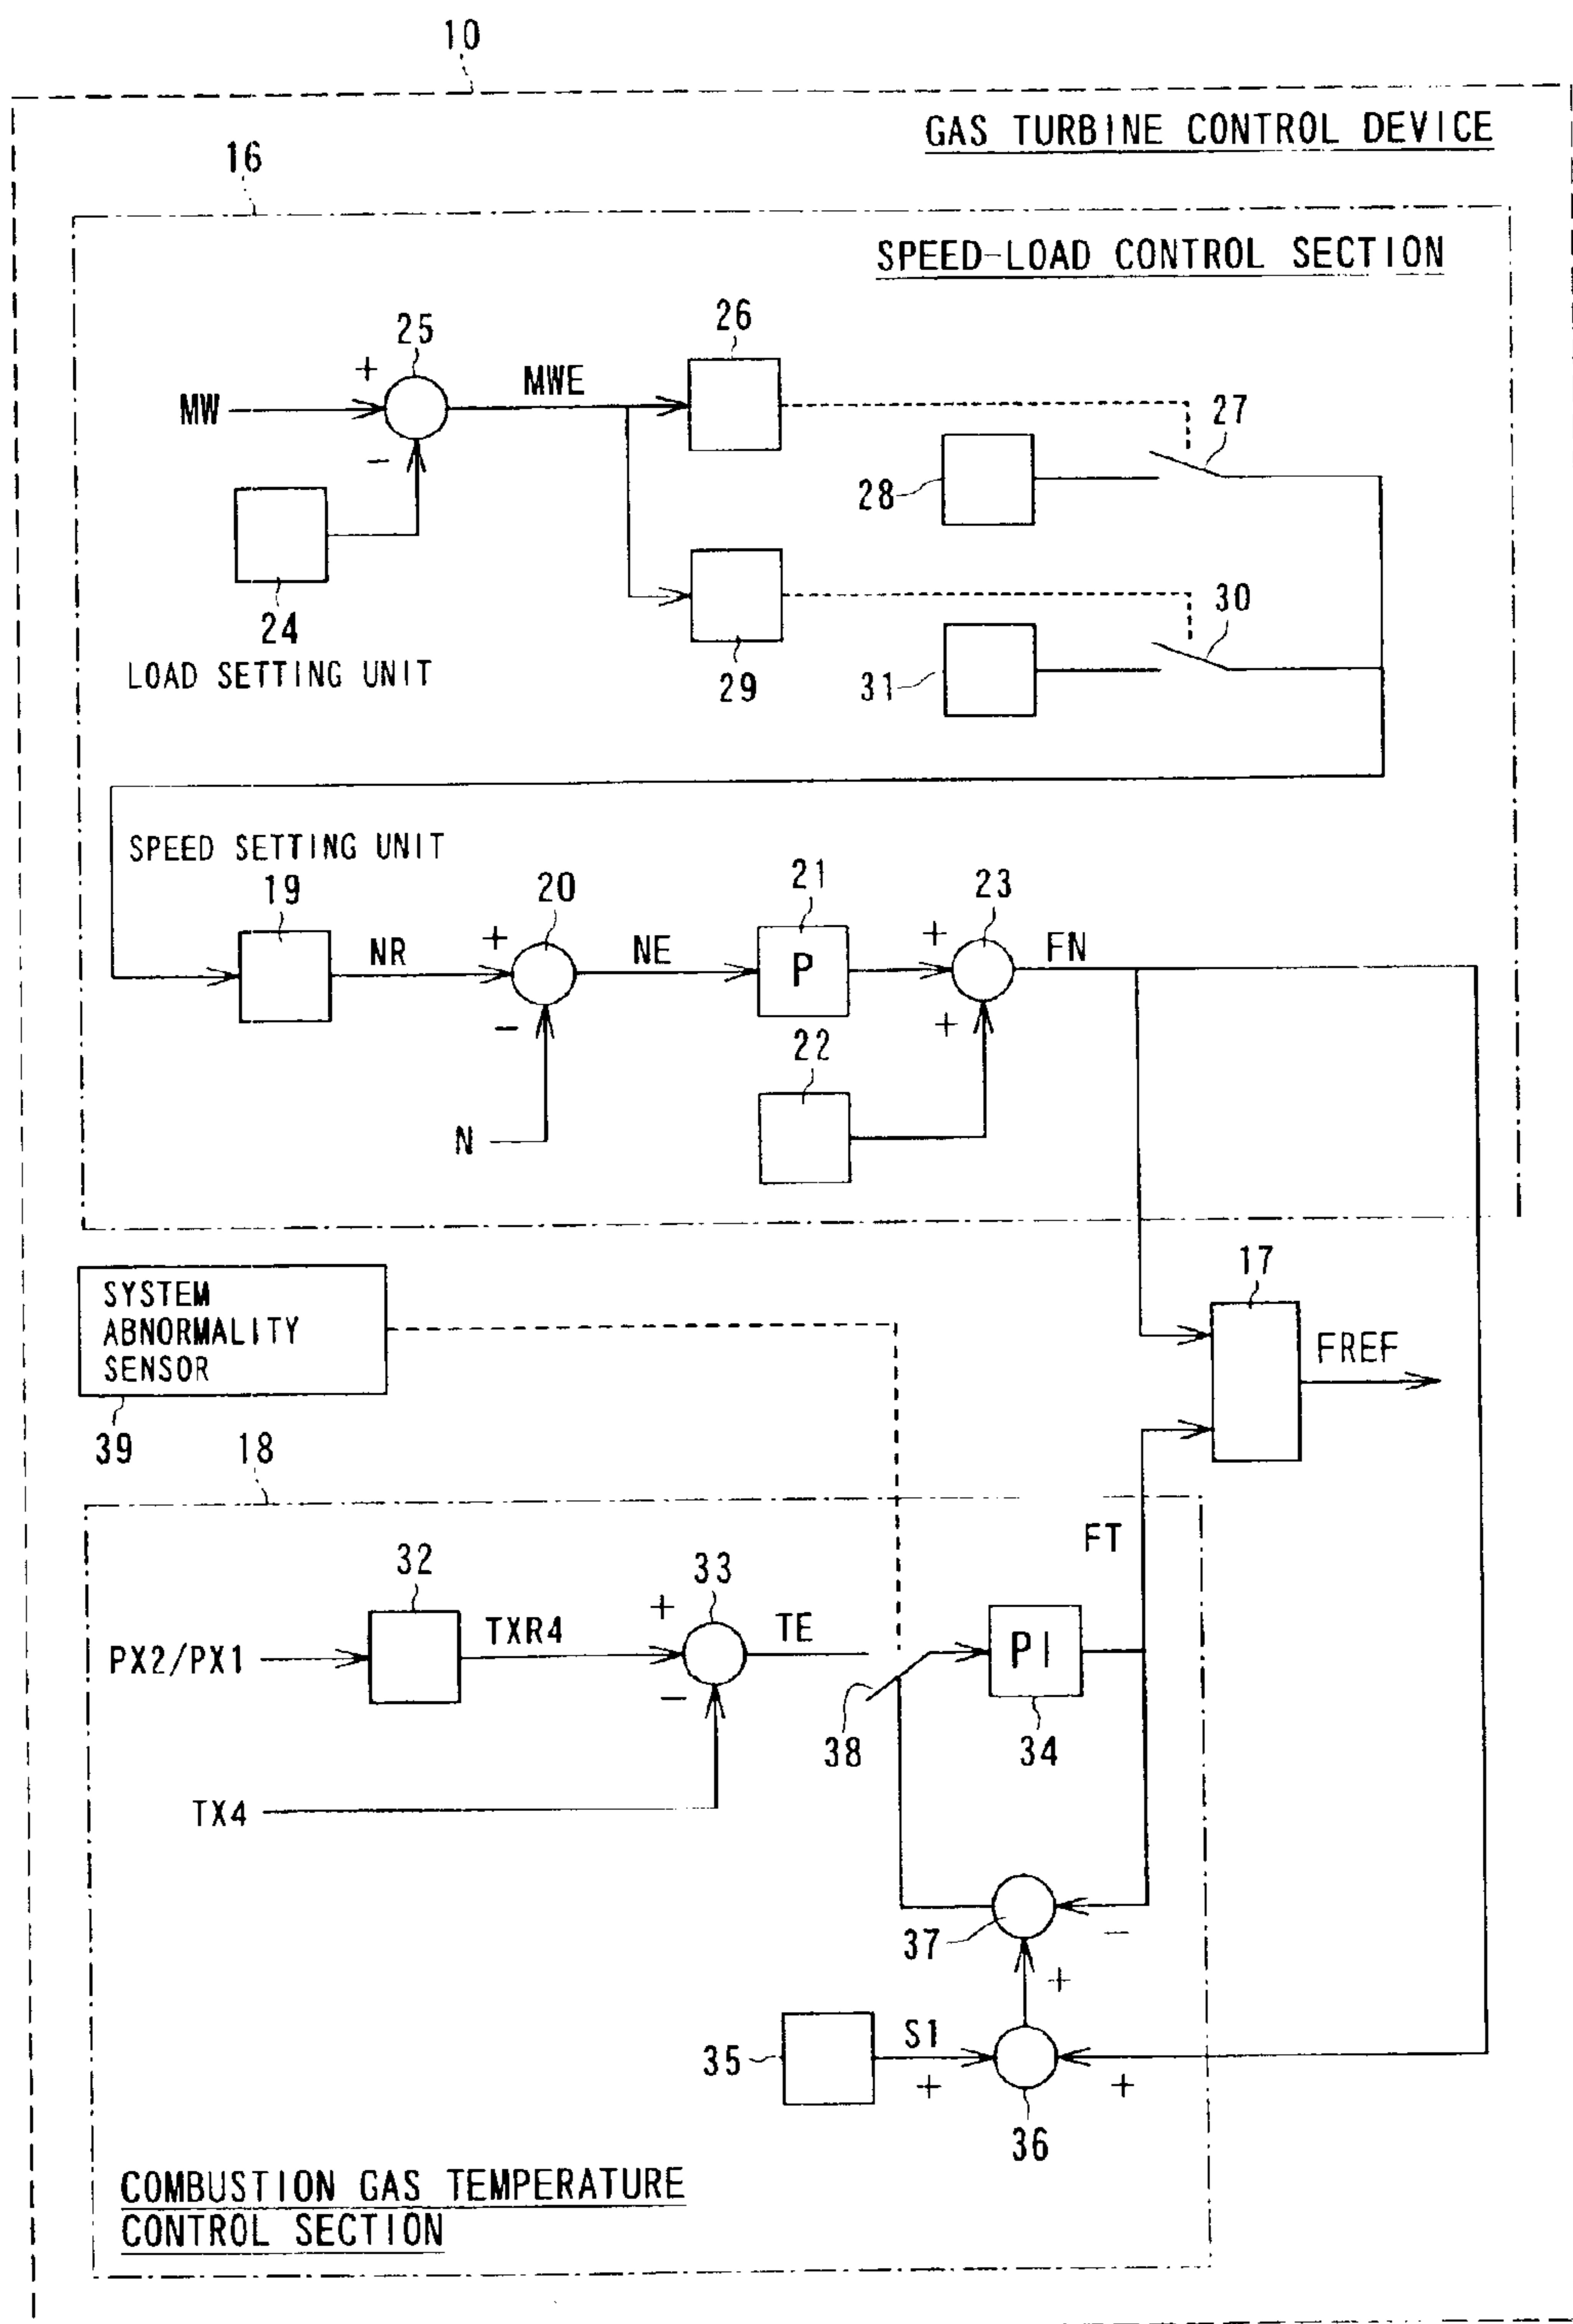 10
GAS TURBINE CONTROL DEVICE
16
SPEED-LOAD CONTROL SECTION
25
26
+
MWE
MW
27
−
28
24
30
LOAD SETTING UNIT
29
31
SPEED SETTING UNIT
19
20
21
23
NR
+
NE
P
+
FN
−
+
22
N
17
SYSTEM
ABNORMALITY
SENSOR
FREF
39
18
FT
32
33
+
TXR4
TE
PI
PX2/PX1
−
38
34
TX4
37
−
+
35
S1
+
+
36
COMBUSTION GAS TEMPERATURE
CONTROL SECTION